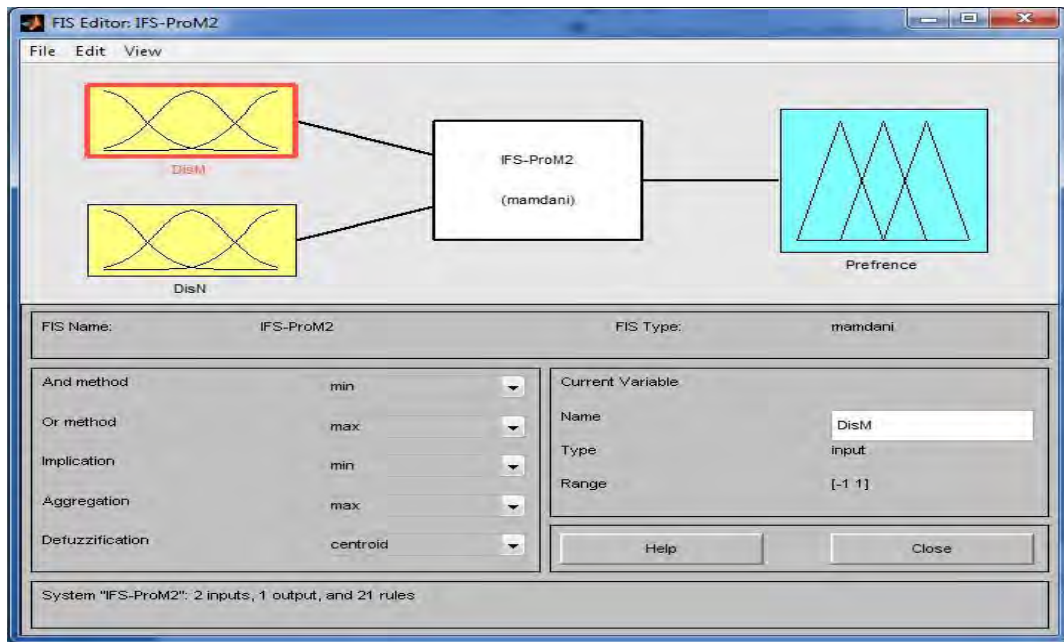 FIS Editor: IFS-ProM2
File Edit View
DisM
DisN
IFS-ProM2
(mamdani)
Prefrence
FIS Name: IFS-ProM2 FIS Type: mamdani
And method min
Or method max
Implication min
Aggregation max
Defuzzification centroid
Current Variable
Name DisM
Type input
Range [-1 1]
Help Close
System "IFS-ProM2": 2 inputs, 1 output, and 21 rules